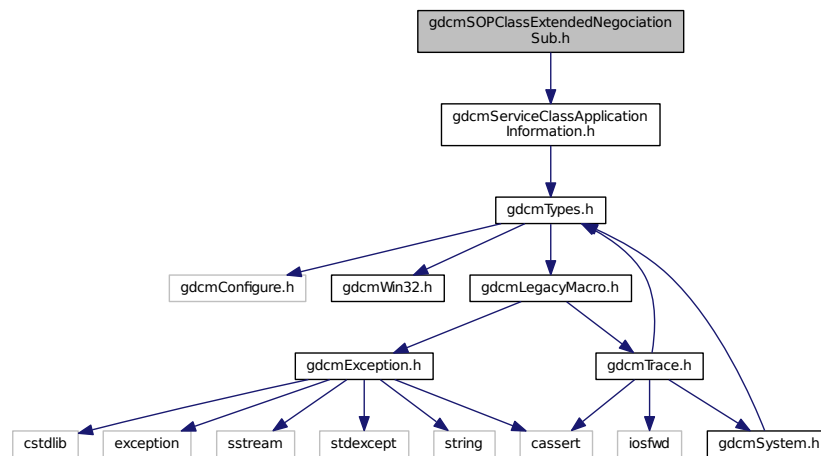 gdcmSOPClassExtendedNegociation
Sub.h
gdcmServiceClassApplication
Information.h
gdcmTypes.h
gdcmConfigure.h
gdcmWin32.h
gdcmLegacyMacro.h
gdcmException.h
gdcmTrace.h
cstdlib
exception
sstream
stdexcept
string
cassert
iosfwd
gdcmSystem.h